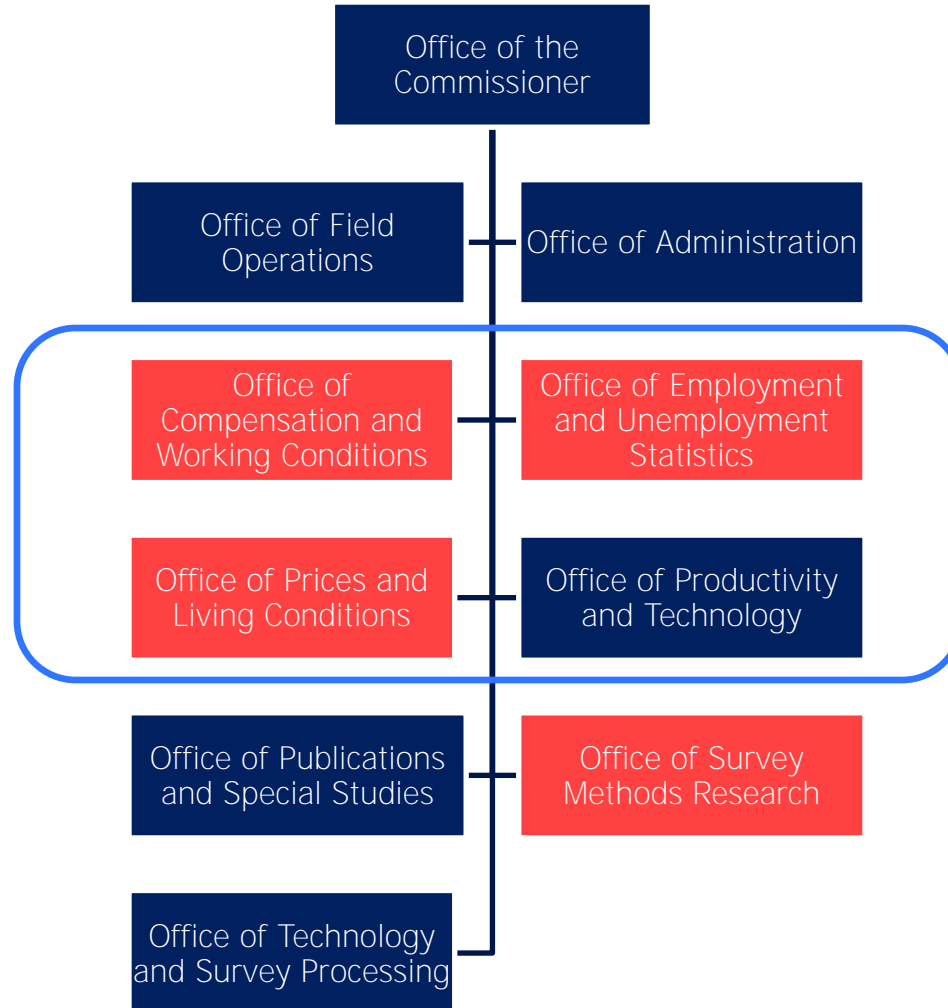 Office of the
Commissioner
Office of Field
Operations
Office of Administration
Office of
Compensation and
Working Conditions
Office of Employment
and Unemployment
Statistics
Office of Prices and
Living Conditions
Office of Productivity
and Technology
Office of Publications
and Special Studies
Office of Survey
Methods Research
Office of Technology
and Survey Processing